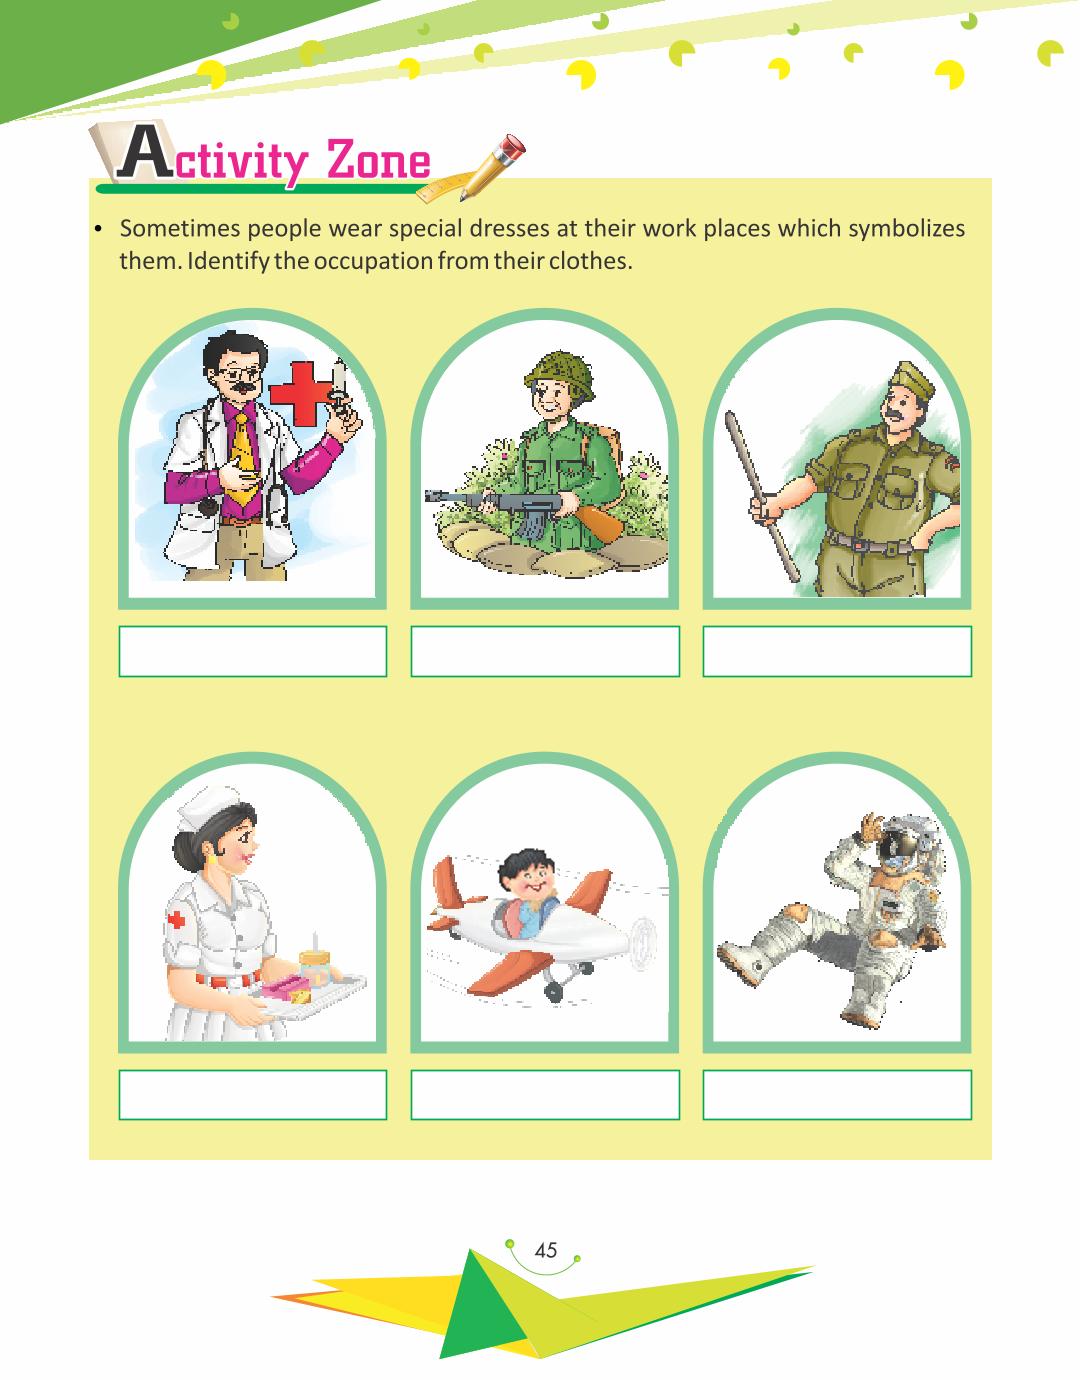 Activity Zone
• Sometimes people wear special dresses at their work places which symbolizes
them. Identify the occupation from their clothes.
45